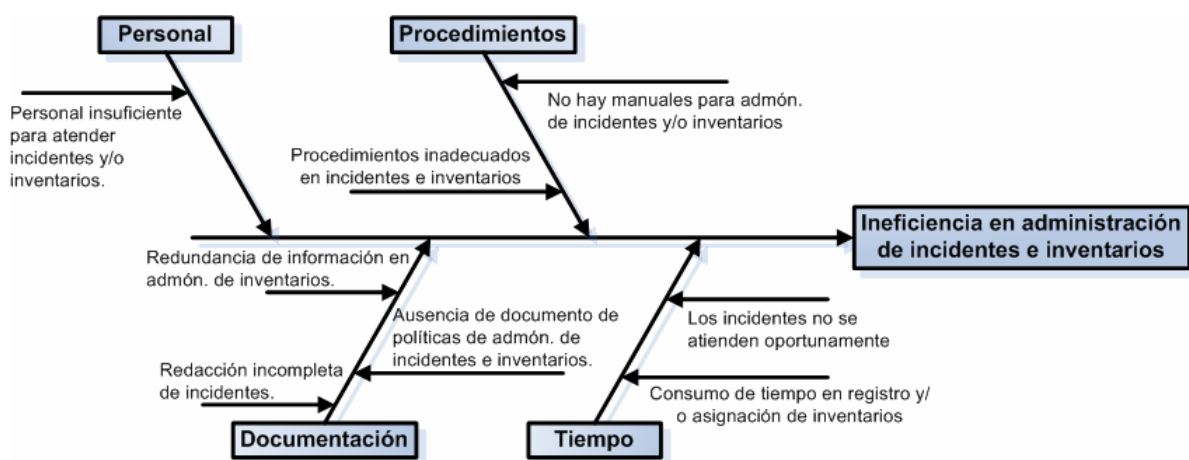 Personal
Procedimientos
Personal insuficiente
para atender
incidentes y/o
inventarios.
No hay manuales para admón.
de incidentes y/o inventarios
Procedimientos inadecuados
en incidentes e inventarios
Ineficiencia en administración
de incidentes e inventarios
Redundancia de información en
admón. de inventarios.
Ausencia de documento de
políticas de admón. de
incidentes e inventarios.
Redacción incompleta
de incidentes.
Los incidentes no se
atienden oportunamente
Consumo de tiempo en registro y/
o asignación de inventarios
Documentación
Tiempo